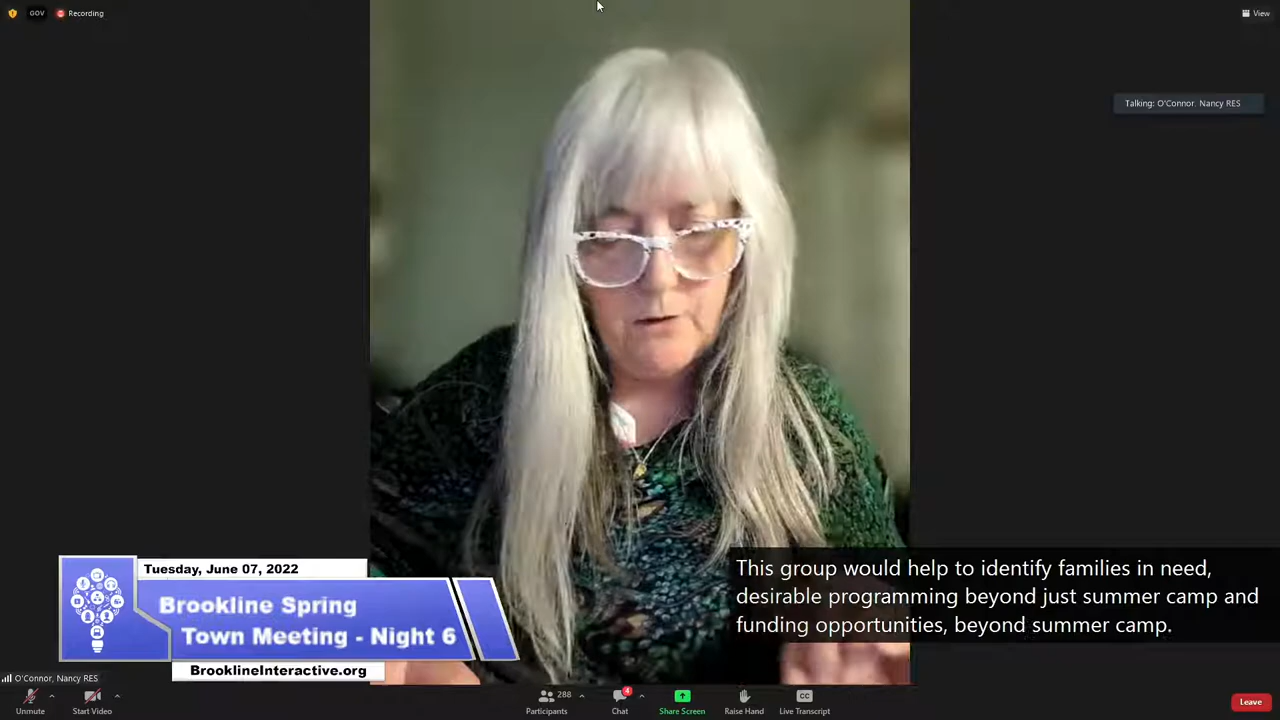 GOV
Recording
View
Talking: O'Connor Nancy RES
This group would help to identify families in need,
desirable programming beyond just summer camp and
funding opportunities, beyond summer camp.
Tuesday, June 07, 2022
Brookline Spring
Town Meeting - Night 6
BrooklineInteractive.org
O'Connor, Nancy RES
Unmute
Start Video
288
Participants
4
Chat
Share Screen
Raise Hand
CC
Live Transcript
Leave